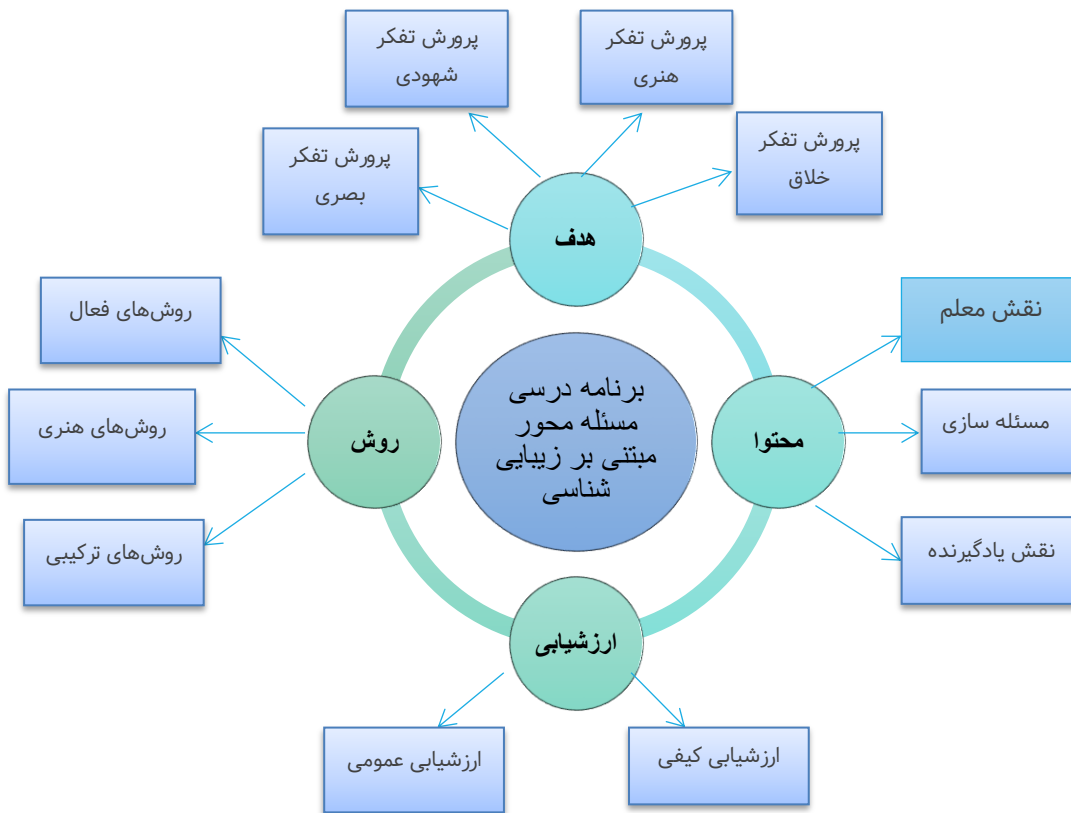 پرورش تفکر
هنری
پرورش تفکر
شهودی
پرورش تفکر
خلاق
پرورش تفکر
بصری
هدف
نقش معلم
روش‌های فعال
برنامه درسی
مسئله محور
مبتنی بر زیبایی
شناسی
محتوا
مسئله سازی
روش
روش‌های هنری
نقش یادگیرنده
روش‌های ترکیبی
ارزشیابی
ارزشیابی کیفی
ارزشیابی عمومی